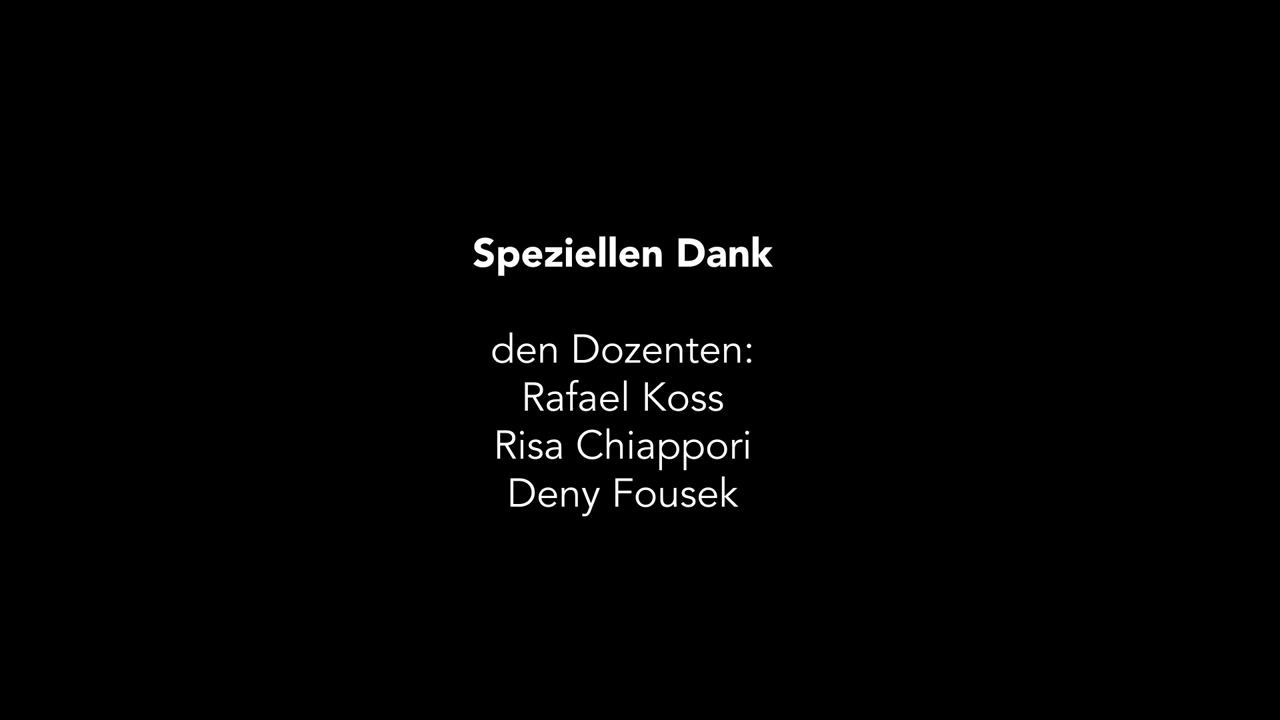 Speziellen Dank
den Dozenten:
Rafael Koss
Risa Chiappori
Deny Fousek